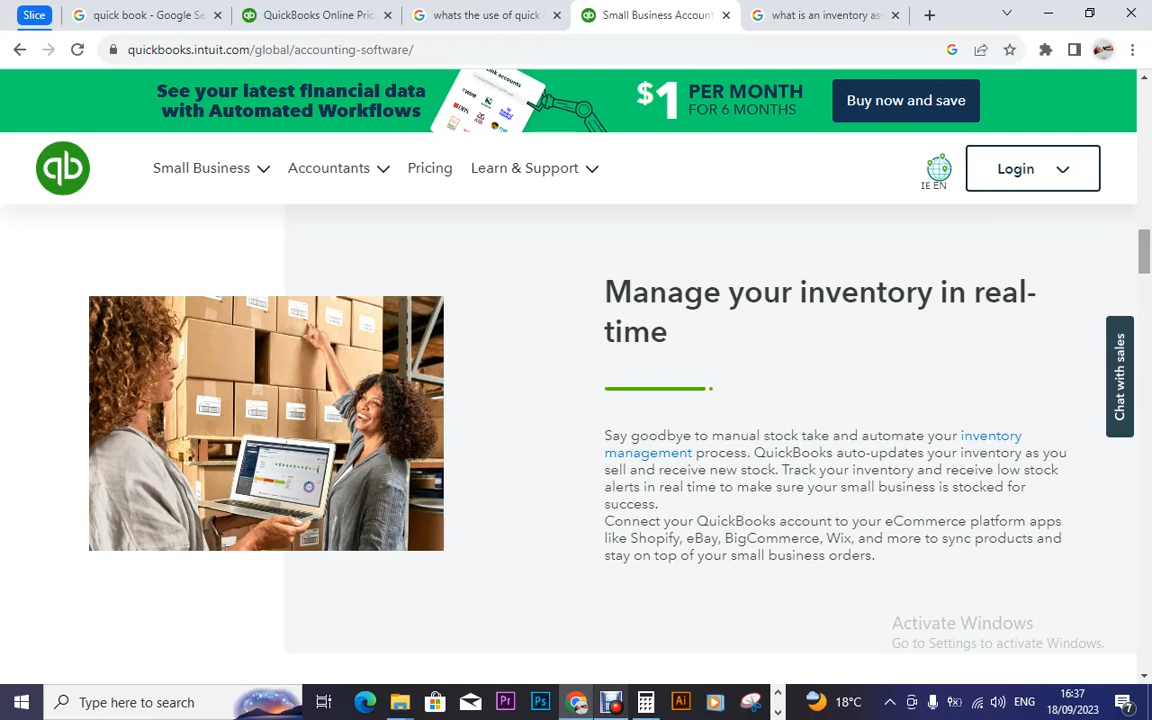 Slice
quick book - Google Se
QuickBooks Online Pric
whats the use of quick
Small Business Account
what is an inventory as
quickbooks.intuit.com/global/accounting-software/
See your latest financial data
with Automated Workflows
$1 PER MONTH
FOR 6 MONTHS
Buy now and save
qb
Small Business
Accountants
Pricing
Learn & Support
IE EN
Login
Manage your inventory in real-
time
Say goodbye to manual stock take and automate your inventory
management process. QuickBooks auto-updates your inventory as you
sell and receive new stock. Track your inventory and receive low stock
alerts in real time to make sure your small business is stocked for
success.
Connect your QuickBooks account to your eCommerce platform apps
like Shopify, eBay, BigCommerce, Wix, and more to sync products and
stay on top of your small business orders.
Chat with sales
Activate Windows
Go to Settings to activate Windows.
Type here to search
Pr
Ps
Ai
18°C
ENG
16:37
18/09/2023
7